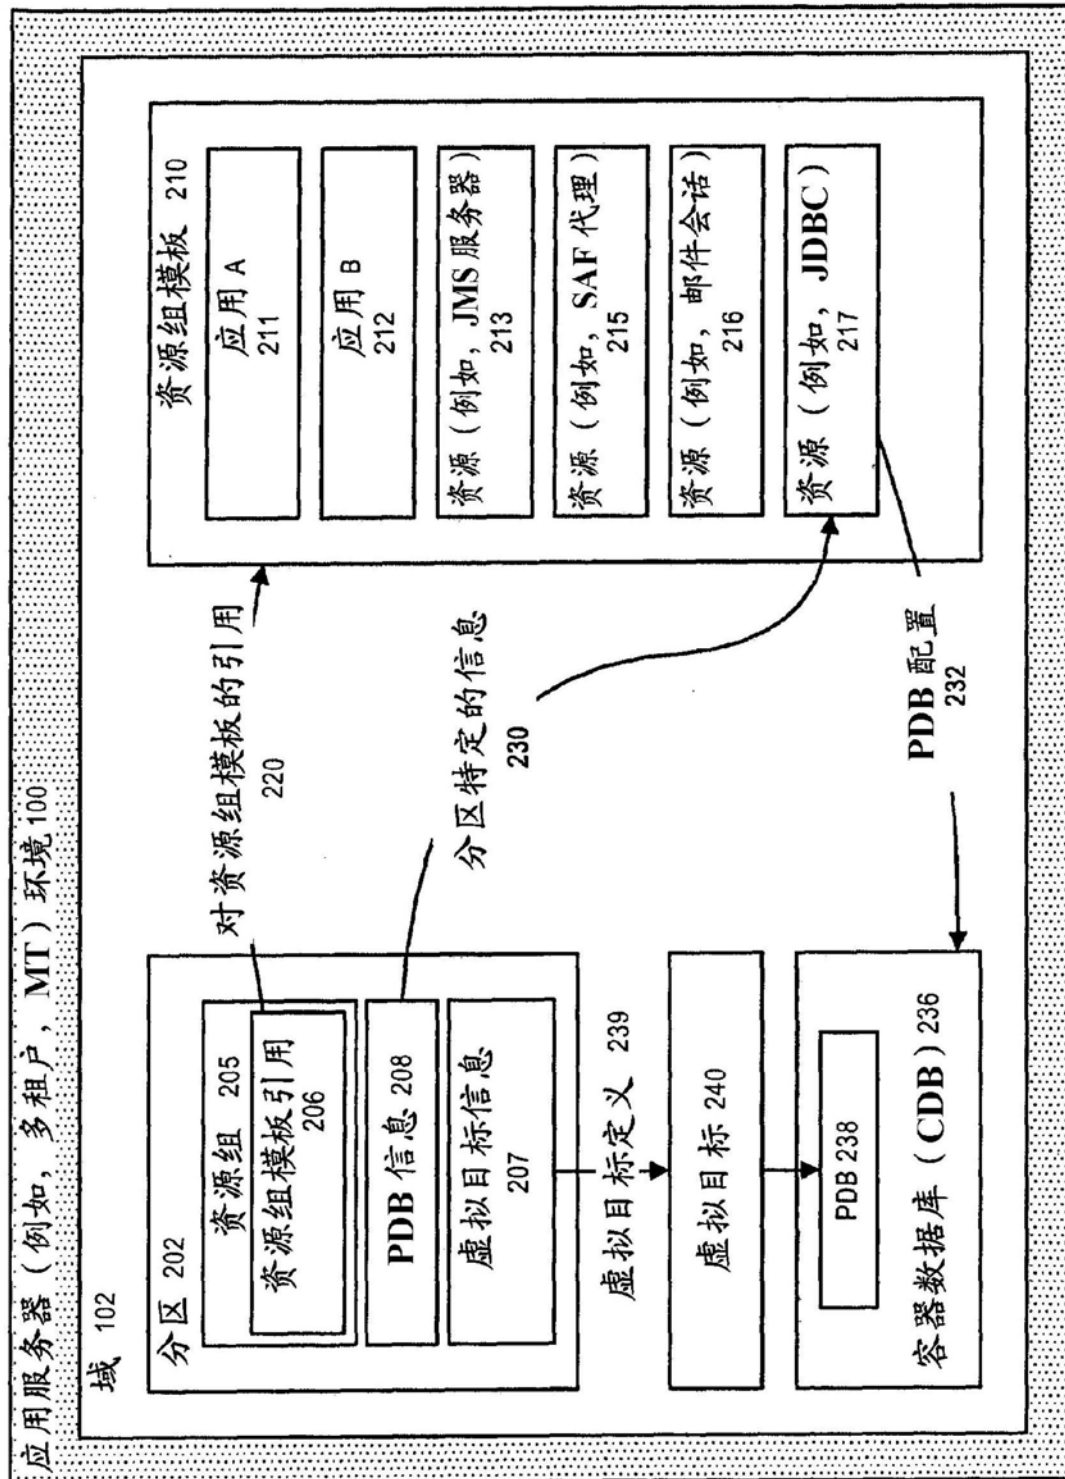 应用服务器（例如，多租户，MT）环境100
域 102
分区 202
资源组 205
资源组模板引用
206
PDB 信息 208
虚拟目标信息
207
虚拟目标定义 239
虚拟目标 240
PDB 238
容器数据库（CDB）236
对资源组模板的引用
220
分区特定的信息
230
PDB 配置
232
资源组模板 210
应用 A
211
应用 B
212
资源（例如，JMS 服务器）
213
资源（例如，SAF 代理）
215
资源（例如，邮件会话）
216
资源（例如，JDBC）
217